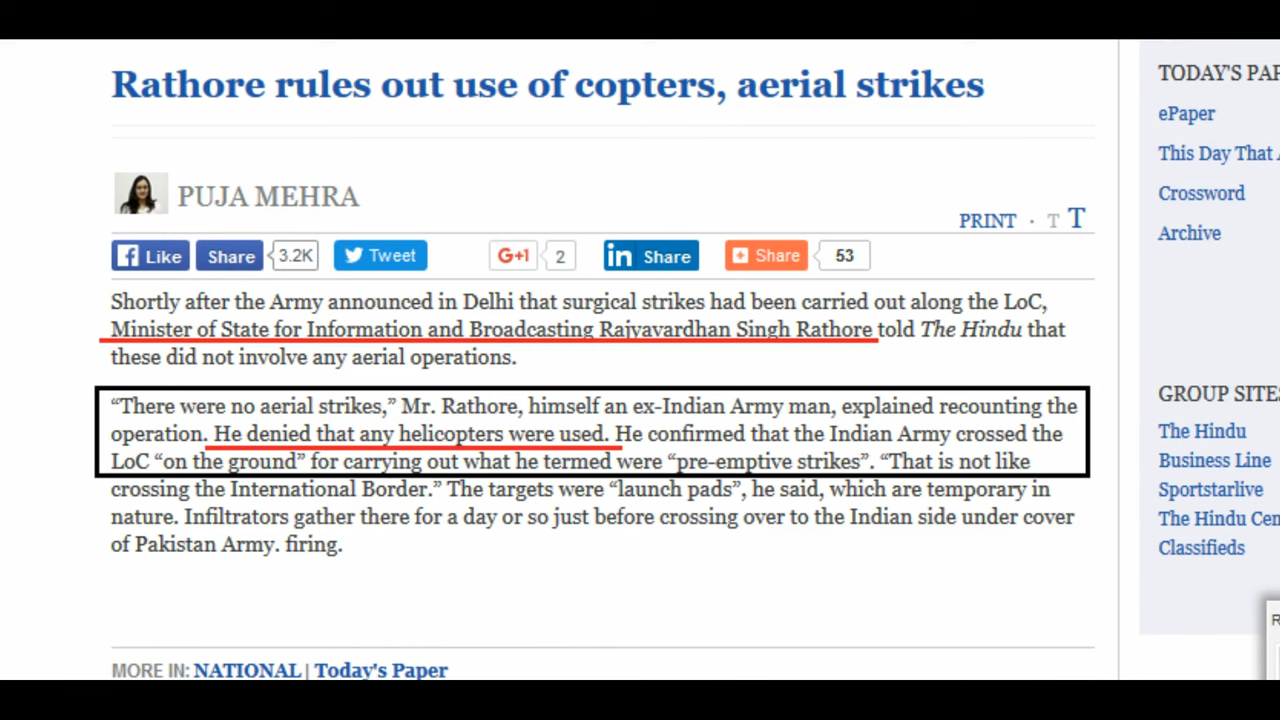 Rathore rules out use of copters, aerial strikes
PUJA MEHRA
PRINT · T T
Like Share 3.2K Tweet G+1 2 in Share Share 53
Shortly after the Army announced in Delhi that surgical strikes had been carried out along the LoC,
Minister of State for Information and Broadcasting Rajyavardhan Singh Rathore told The Hindu that
these did not involve any aerial operations.
“There were no aerial strikes,” Mr. Rathore, himself an ex-Indian Army man, explained recounting the
operation. He denied that any helicopters were used. He confirmed that the Indian Army crossed the
LoC “on the ground” for carrying out what he termed were “pre-emptive strikes”. “That is not like
crossing the International Border.” The targets were “launch pads”, he said, which are temporary in
nature. Infiltrators gather there for a day or so just before crossing over to the Indian side under cover
of Pakistan Army. firing.
MORE IN: NATIONAL | Today's Paper
TODAY'S PAP
ePaper
This Day That
Crossword
Archive
GROUP SITES
The Hindu
Business Line
Sportstarlive
The Hindu Cen
Classifieds